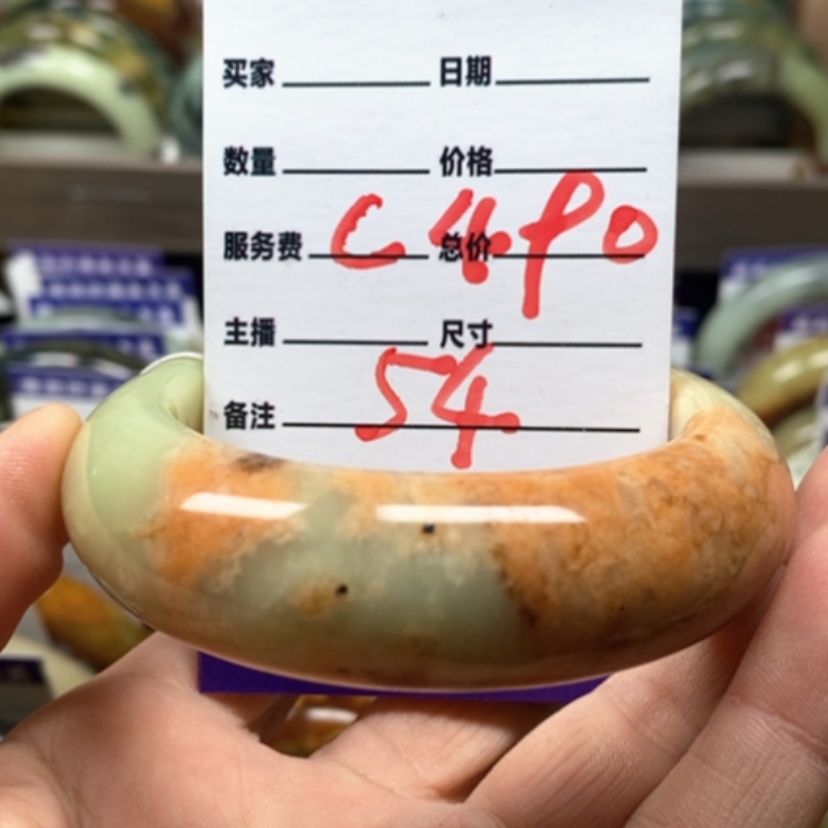 买家 日期
数量 价格
服务费 总价
C490
主播 尺寸
54
备注